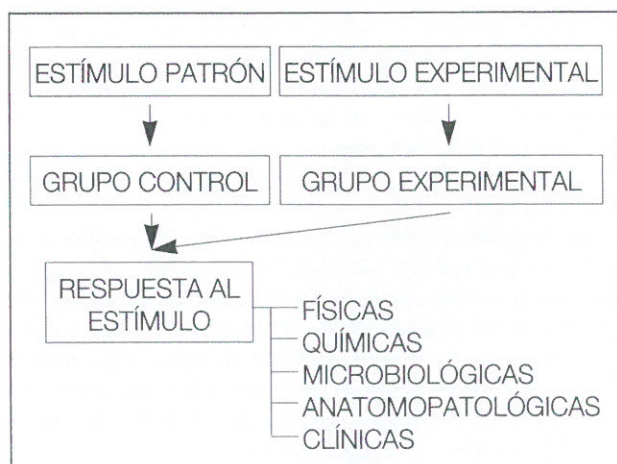 ESTÍMULO PATRÓN
ESTÍMULO EXPERIMENTAL
GRUPO CONTROL
GRUPO EXPERIMENTAL
RESPUESTA AL
ESTÍMULO
FÍSICAS
QUÍMICAS
MICROBIOLÓGICAS
ANATOMOPATOLÓGICAS
CLÍNICAS